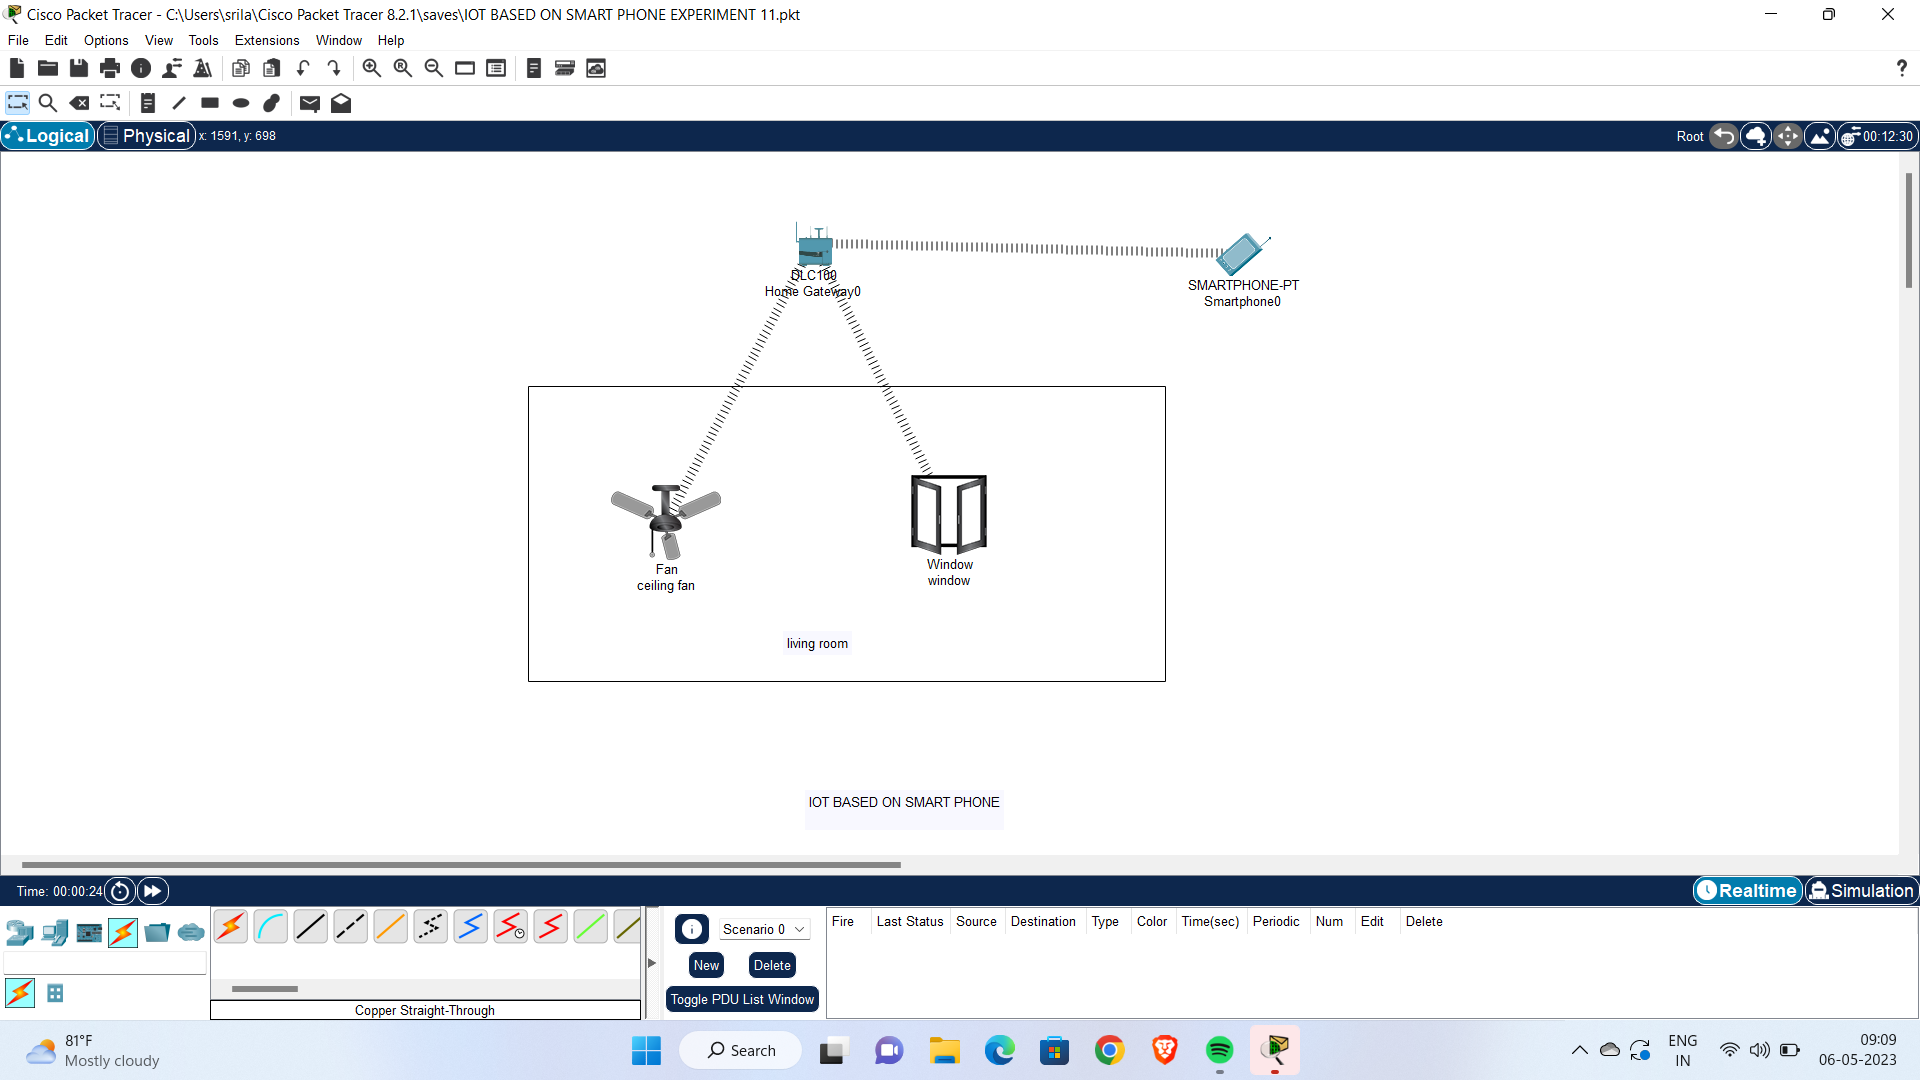 Cisco Packet Tracer - C:\Users\srila\Cisco Packet Tracer 8.2.1\saves\IOT BASED ON SMART PHONE EXPERIMENT 11.pkt
File Edit Options View Tools Extensions Window Help
?
Logical Physical x: 1591, y: 698 Root 00:12:30
DLC100
Home Gateway0
SMARTPHONE-PT
Smartphone0
Fan
ceiling fan
Window
window
living room
IOT BASED ON SMART PHONE
Time: 00:00:24 Realtime Simulation
Scenario 0
New Delete
Toggle PDU List Window
Fire Last Status Source Destination Type Color Time(sec) Periodic Num Edit Delete
Copper Straight-Through
81°F
Mostly cloudy
Search
ENG
IN
09:09
06-05-2023